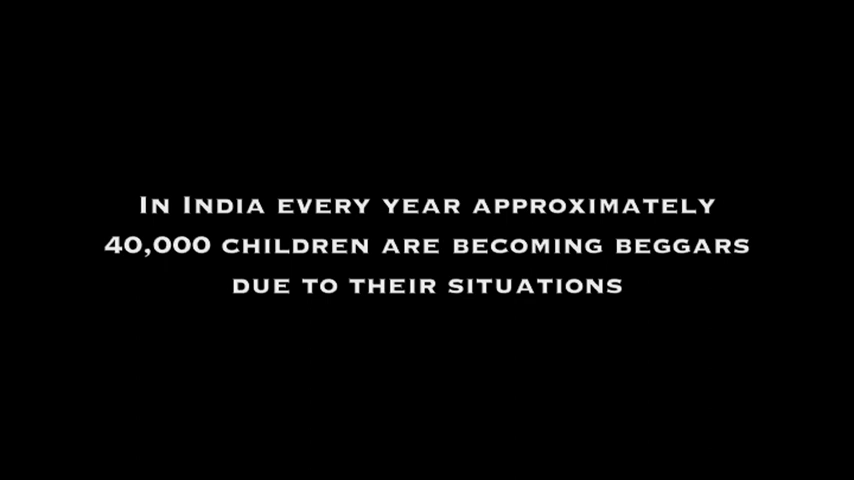 In India every year approximately
40,000 children are becoming beggars
due to their situations